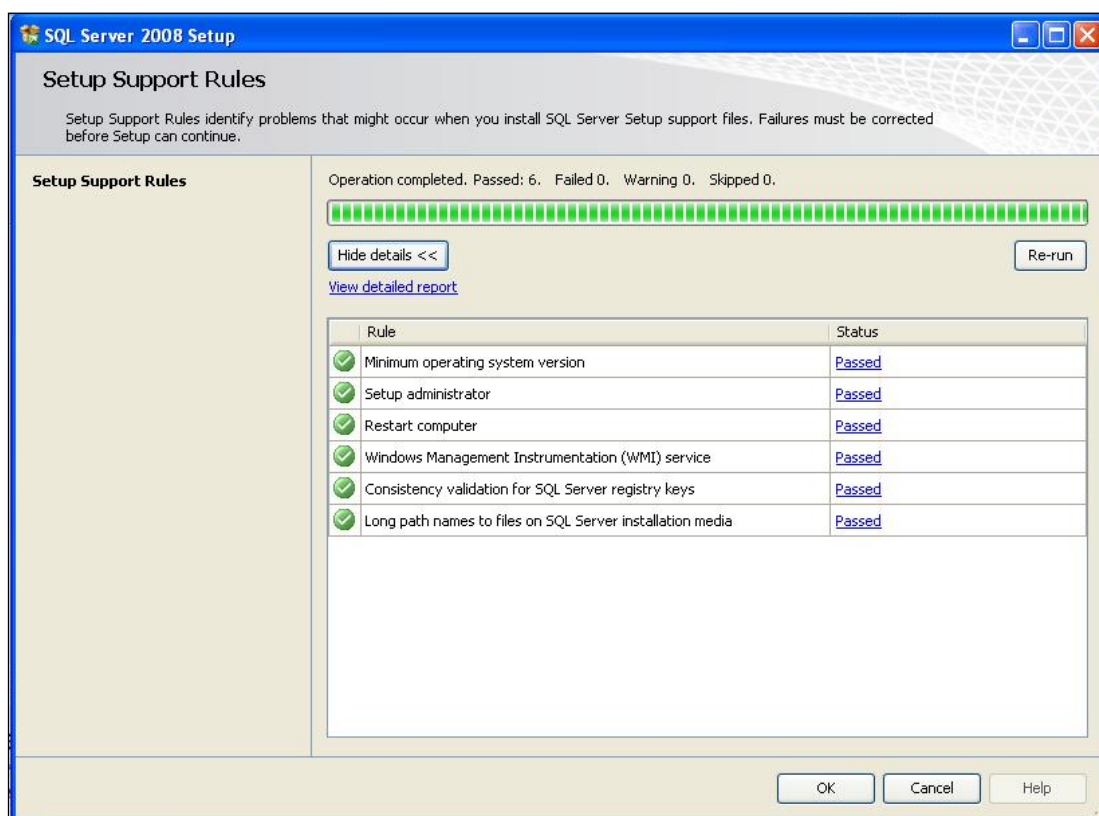 SQL Server 2008 Setup
Setup Support Rules
Setup Support Rules identify problems that might occur when you install SQL Server Setup support files. Failures must be corrected
before Setup can continue.
Setup Support Rules
Operation completed. Passed: 6.   Failed 0.   Warning 0.   Skipped 0.
Hide details <<
Re-run
View detailed report
Rule Status
Minimum operating system version Passed
Setup administrator Passed
Restart computer Passed
Windows Management Instrumentation (WMI) service Passed
Consistency validation for SQL Server registry keys Passed
Long path names to files on SQL Server installation media Passed
OK Cancel Help